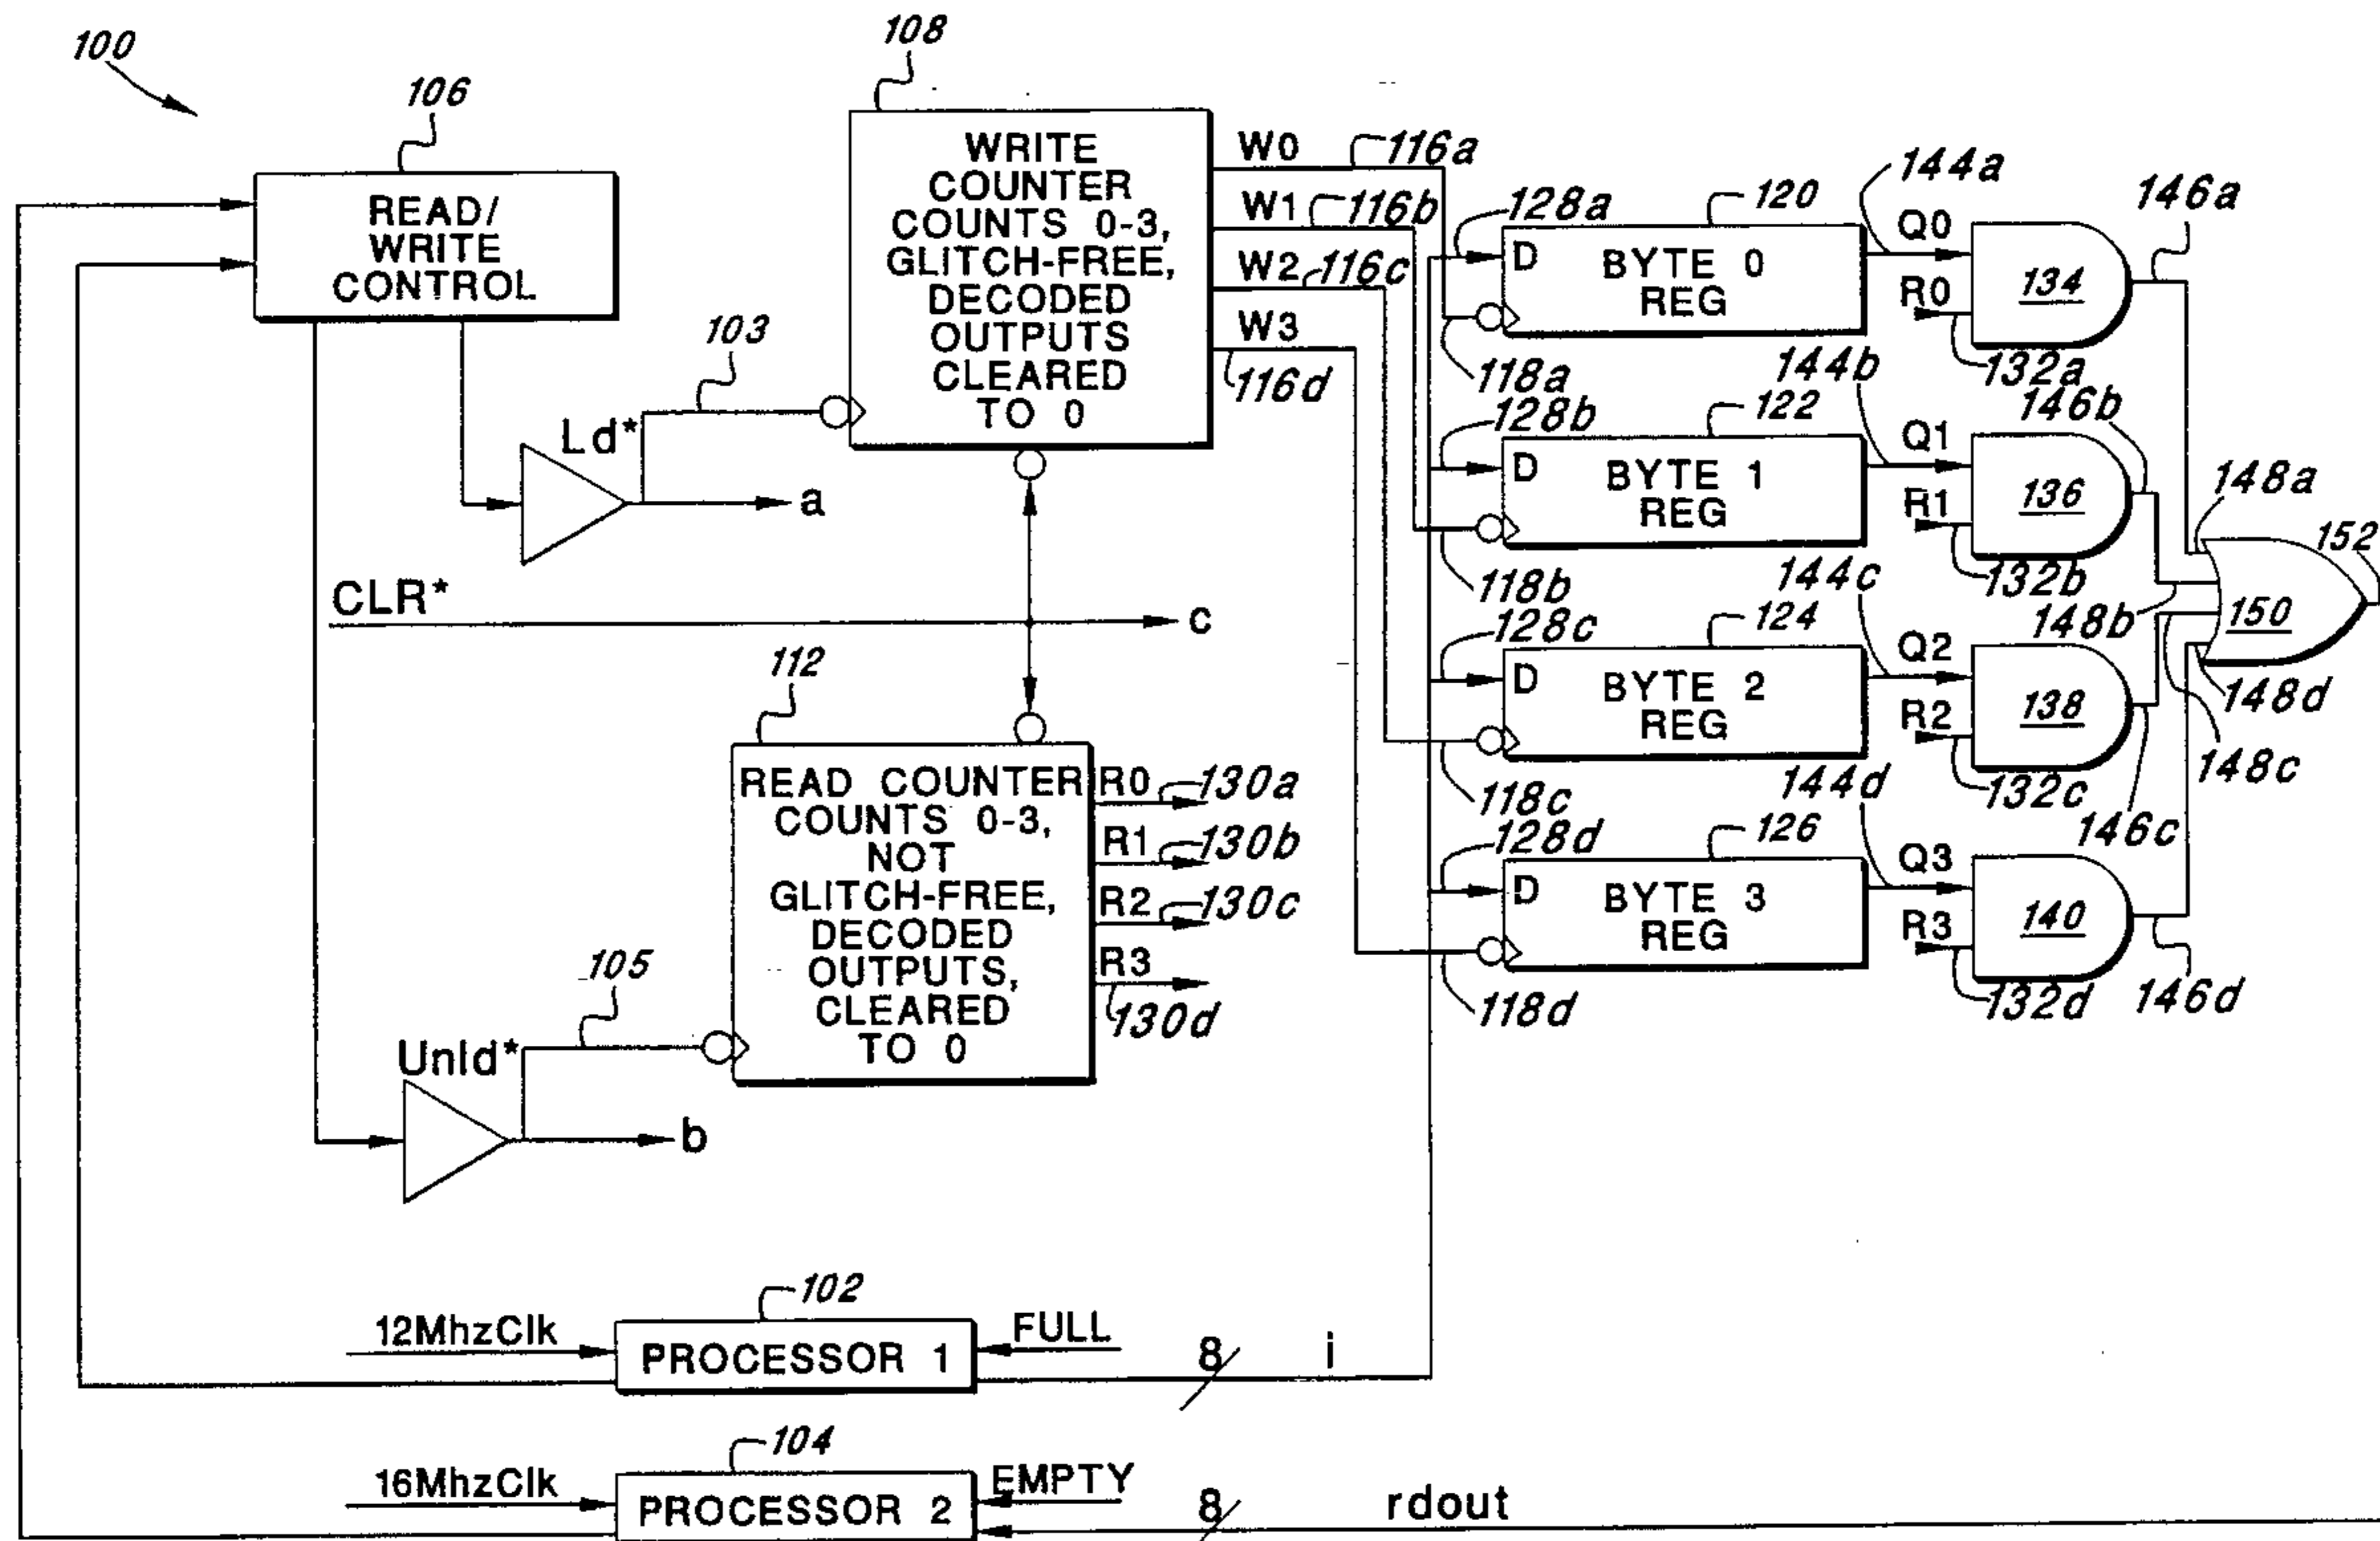 100
106
READ/
WRITE
CONTROL
108
WRITE
COUNTER
COUNTS 0-3,
GLITCH-FREE,
DECODED
OUTPUTS
CLEARED
TO 0
W0
116a
W1
116b
W2
116c
W3
116d
103
Ld*
a
CLR*
c
112
READ COUNTER
COUNTS 0-3,
NOT
GLITCH-FREE,
DECODED
OUTPUTS,
CLEARED
TO 0
R0
130a
R1
130b
R2
130c
R3
130d
105
Unld*
b
128a
120
144a
D
BYTE 0
REG
Q0
R0
134
146a
118a
132a
128b
122
144b
D
BYTE 1
REG
Q1
R1
136
146b
118b
132b
128c
124
144c
D
BYTE 2
REG
Q2
R2
138
146c
118c
132c
128d
126
144d
D
BYTE 3
REG
Q3
R3
140
146d
118d
132d
148a
148b
148c
148d
150
152
102
12MhzClk
PROCESSOR 1
FULL
8
i
104
16MhzClk
PROCESSOR 2
EMPTY
8
rdout